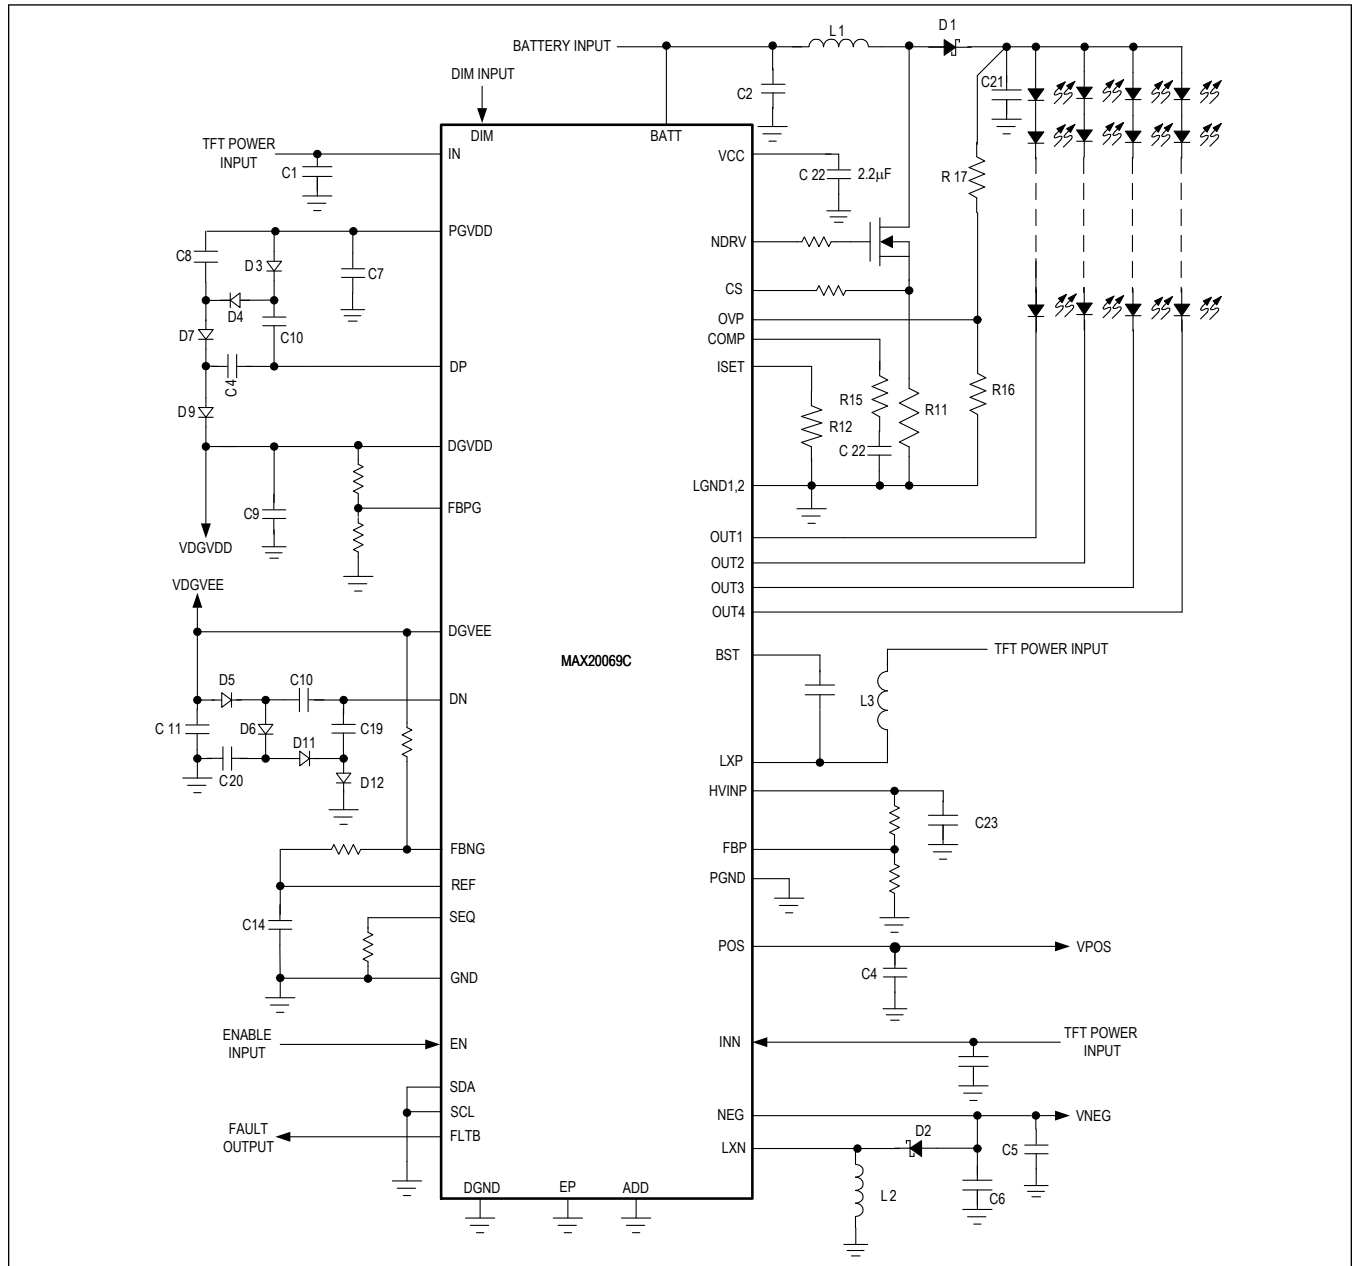 L1
D1
BATTERY INPUT
DIM INPUT
C2
C21
DIM
BATT
TFT POWER
INPUT
IN
VCC
C1
C 22
2.2µF
R 17
PGVDD
NDRV
C8
D3
C7
CS
D4
OVP
D7
C10
COMP
DP
ISET
C4
R15
R16
D9
R11
R12
DGVDD
C 22
LGND1,2
FBPG
C9
OUT1
VDGVDD
OUT2
VDGVEE
OUT3
OUT4
DGVEE
BST
TFT POWER INPUT
MAX20069C
D5
C10
DN
L3
C 11
D6
C19
D11
LXP
C20
D12
HVINP
C23
FBNG
FBP
REF
PGND
SEQ
C14
POS
VPOS
C4
GND
ENABLE
INPUT
EN
INN
TFT POWER
INPUT
SDA
SCL
NEG
VNEG
FAULT
OUTPUT
FLTB
D2
LXN
C5
DGND
EP
ADD
L2
C6